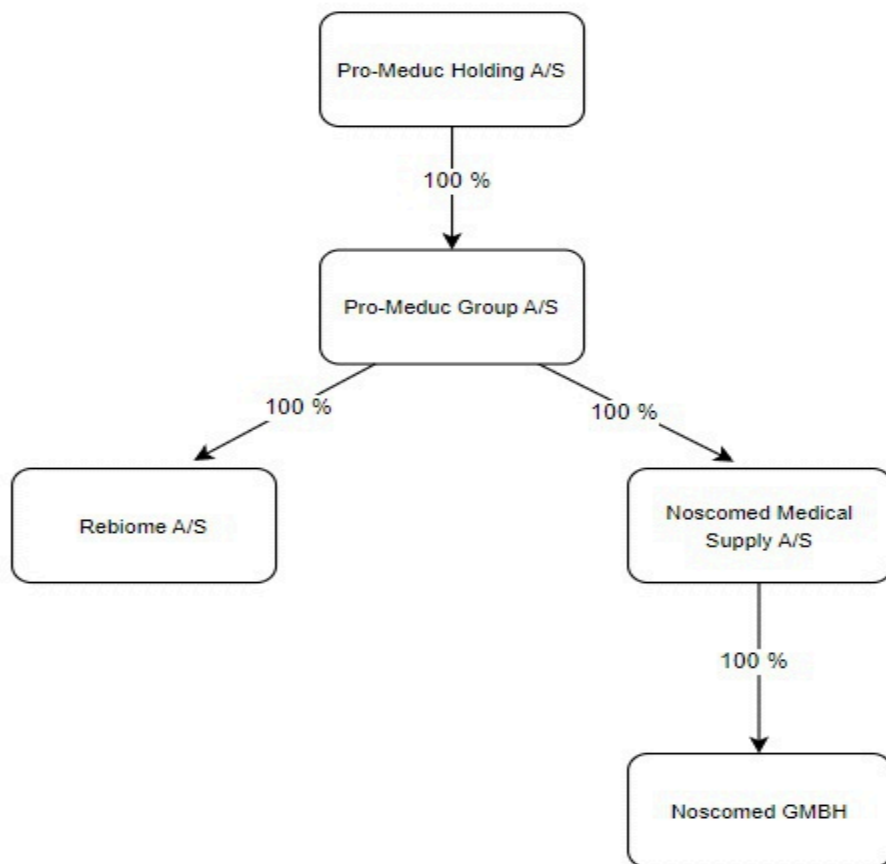 Pro-Meduc Holding A/S
100 %
Pro-Meduc Group A/S
100 %
100 %
Rebiome A/S
Noscomed Medical
Supply A/S
100 %
Noscomed GMBH